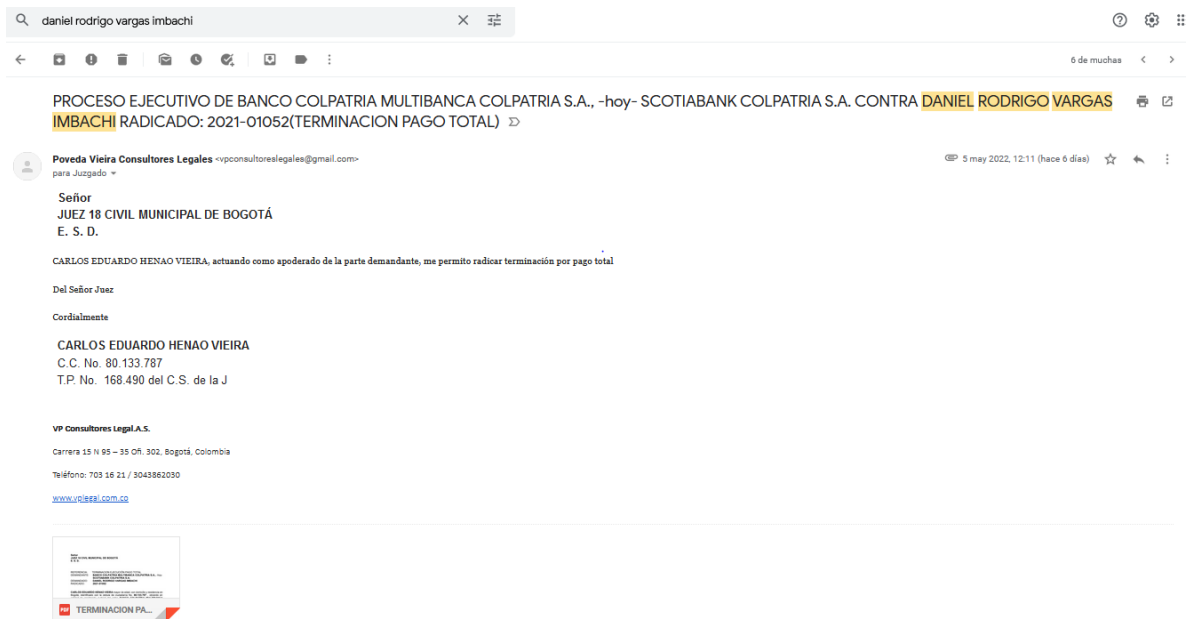 daniel rodrigo vargas imbachi
6 de muchas
PROCESO EJECUTIVO DE BANCO COLPATRIA MULTIBANCA COLPATRIA S.A., -hoy- SCOTIABANK COLPATRIA S.A. CONTRA DANIEL RODRIGO VARGAS
IMBACHI RADICADO: 2021-01052(TERMINACION PAGO TOTAL)
Poveda Vieira Consultores Legales <vpconsultoreslegales@gmail.com>
5 may 2022, 12:11 (hace 6 días)
para Juzgado
Señor
JUEZ 18 CIVIL MUNICIPAL DE BOGOTÁ
E. S. D.
CARLOS EDUARDO HENAO VIEIRA, actuando como apoderado de la parte demandante, me permito radicar terminación por pago total
Del Señor Juez
Cordialmente
CARLOS EDUARDO HENAO VIEIRA
C.C. No. 80.133.787
T.P. No. 168.490 del C.S. de la J
VP Consultores Legal.A.S.
Carrera 15 N 95 – 35 Ofi. 302, Bogotá, Colombia
Teléfono: 703 16 21 / 3043862030
www.vplegal.com.co
PDF TERMINACION PA...